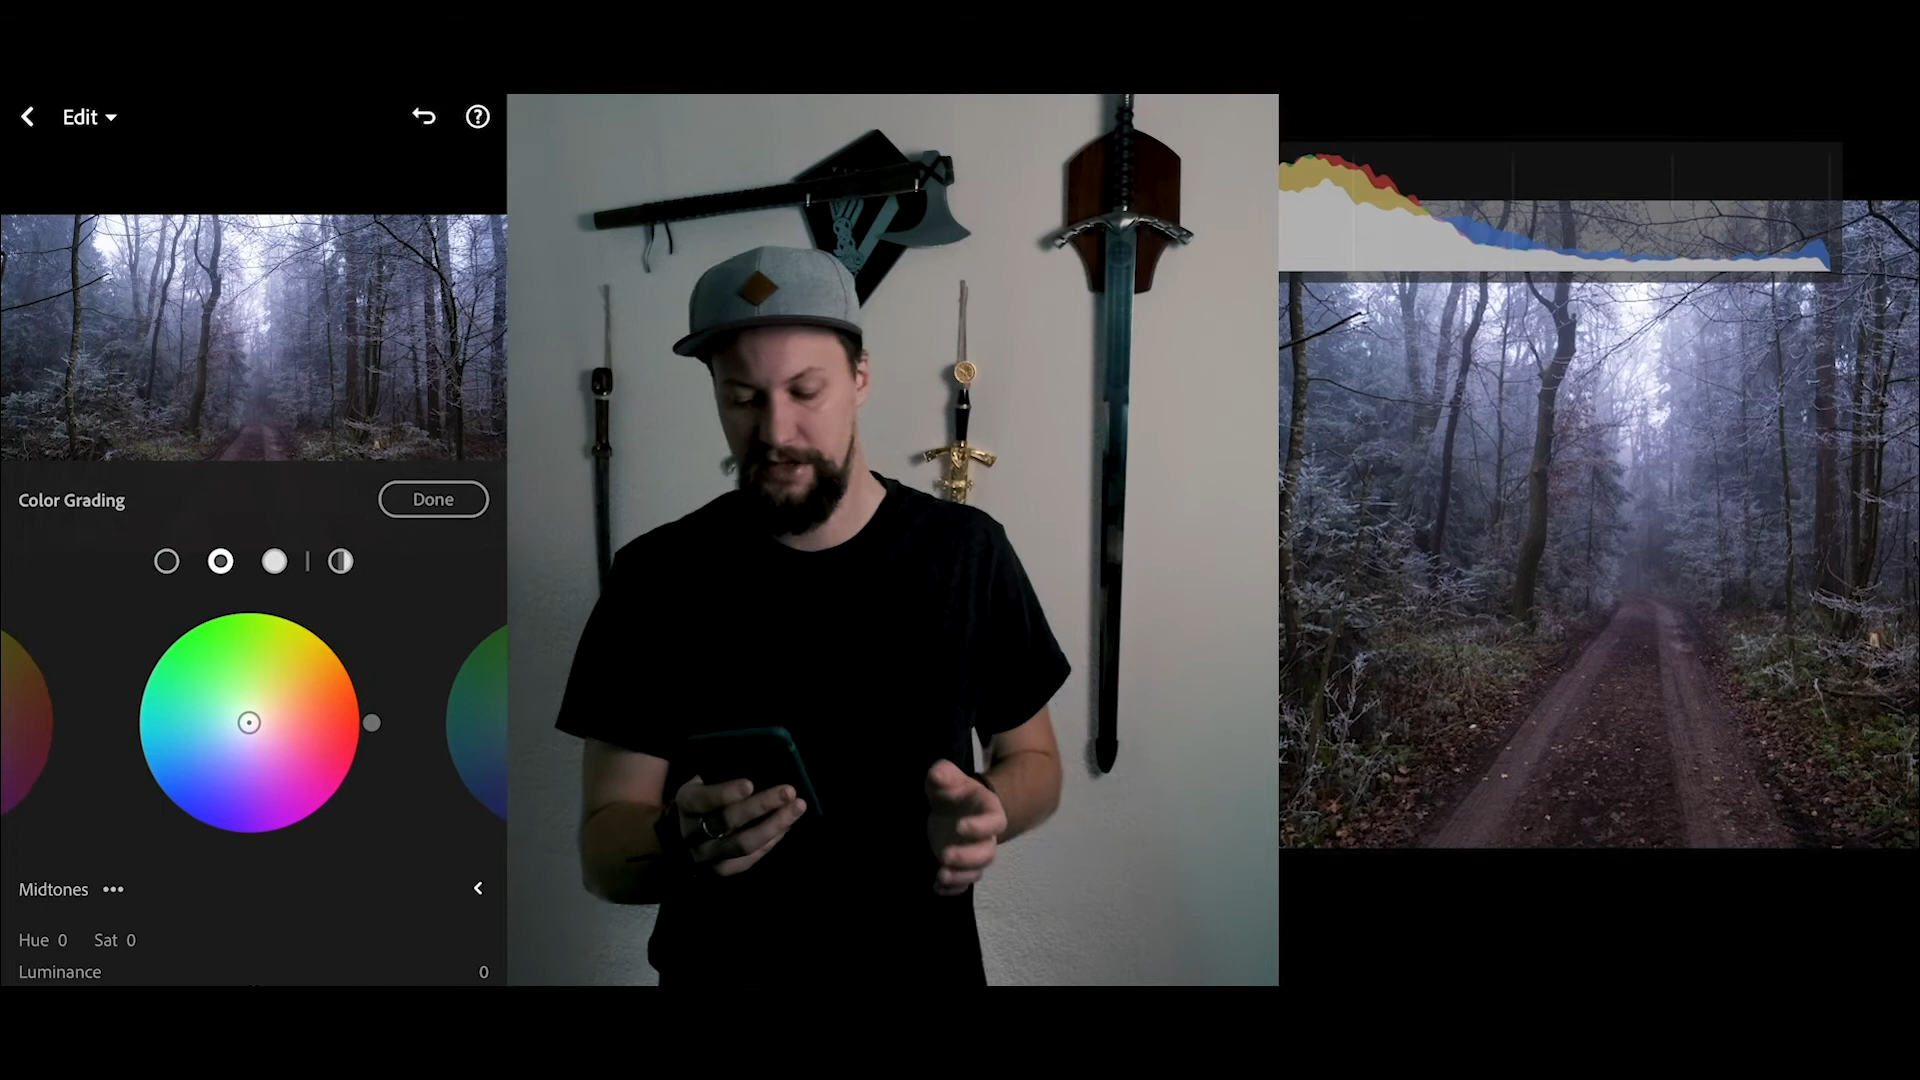 Edit
Color Grading
Done
Midtones
Hue 0 Sat 0
Luminance 0